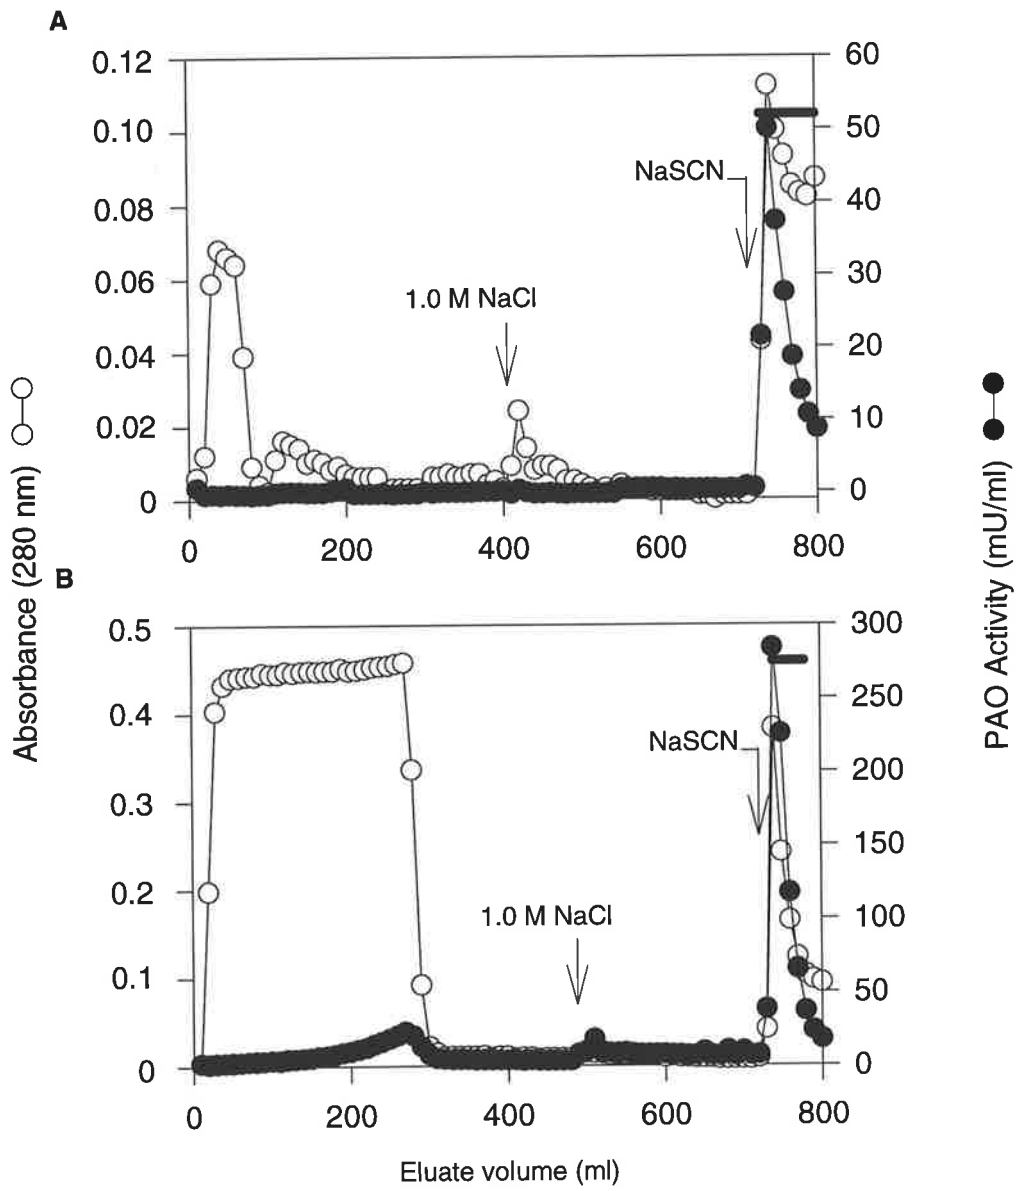 A
0.12
0.10
0.08
0.06
0.04
0.02
0
60
50
40
30
20
10
0
NaSCN
1.0 M NaCl
0 200 400 600 800
B
0.5
0.4
0.3
0.2
0.1
0
300
250
200
150
100
50
0
NaSCN
1.0 M NaCl
0 200 400 600 800
Eluate volume (ml)
Absorbance (280 nm)
PAO Activity (mU/ml)